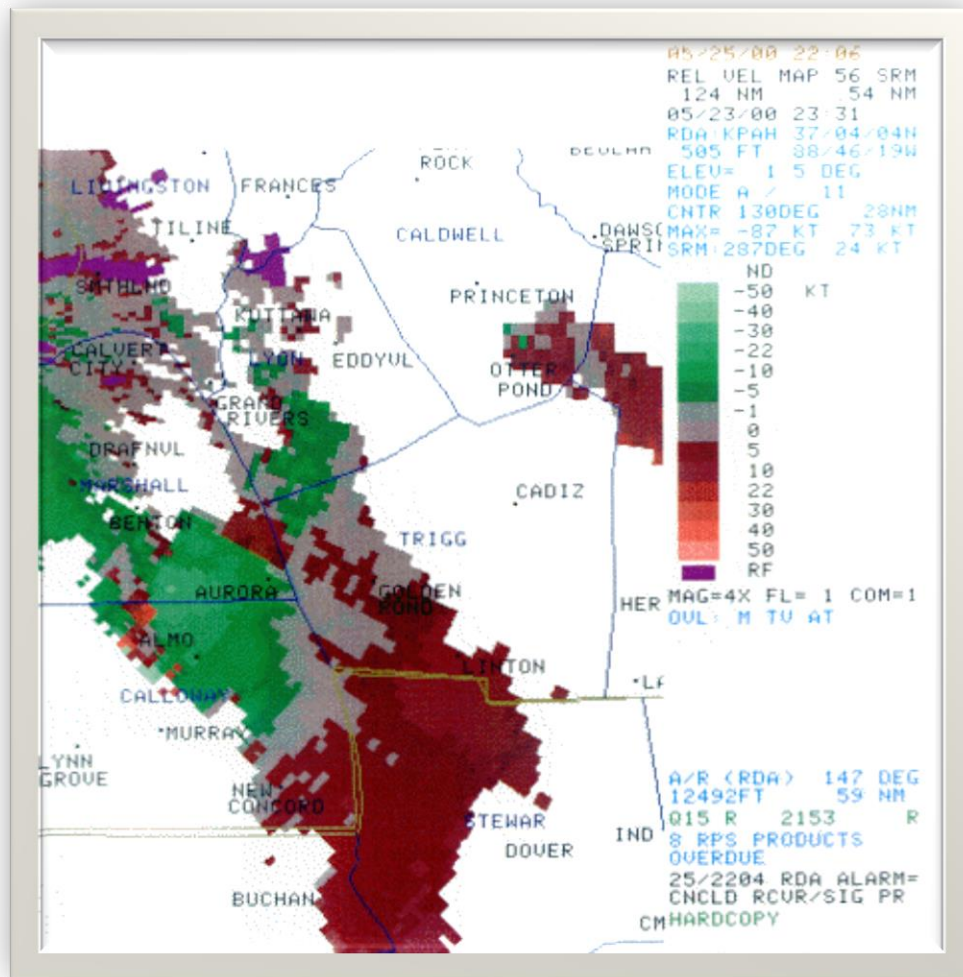 05/25/00 22:06
REL VEL MAP 56 SRM
124 NM .54 NM
05/23/00 23:31
RDA:KPAH 37/04/04N
505 FT 88/46/19W
ELEV= 1 5 DEG
MODE A / 11
CNTR 130DEG 28NM
MAX= -87 KT 73 KT
SRM:287DEG 24 KT
ND
-50 KT
-40
-30
-22
-10
-5
-1
0
5
10
22
30
40
50
RF
MAG=4X FL= 1 COM=1
OVL: M TV AT
A/R (RDA) 147 DEG
12492FT 59 NM
Q15 R 2153 R
8 RPS PRODUCTS
OVERDUE
25/2204 RDA ALARM=
CNCLD RCVR/SIG PR
HARDCOPY
ROCK
LIVINGSTON
FRANCES
TILINE
CALDWELL
DAWSO
SPRIN
SMTHLND
PRINCETON
KUTTAWA
CALVERT
CITY
LYON
EDDYVL
OTTER
POND
GRAND
RIVERS
DRAFNVL
MARSHALL
CADIZ
BENTON
TRIGG
AURORA
GOLDEN
POND
HER
ALMO
LINTON
LA
CALLOWAY
MURRAY
LYNN
GROVE
NEW
CONCORD
STEWAR
IND
DOVER
BUCHAN
CM